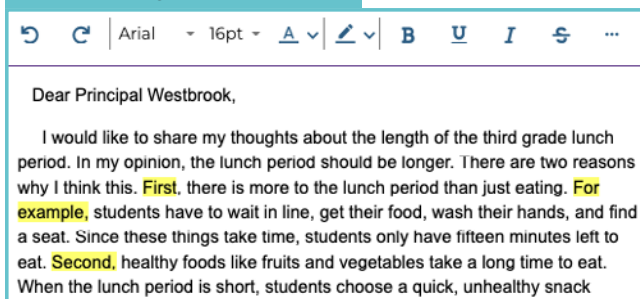 Arial 16pt A B U I S ...
Dear Principal Westbrook,
I would like to share my thoughts about the length of the third grade lunch
period. In my opinion, the lunch period should be longer. There are two reasons
why I think this. First, there is more to the lunch period than just eating. For
example, students have to wait in line, get their food, wash their hands, and find
a seat. Since these things take time, students only have fifteen minutes left to
eat. Second, healthy foods like fruits and vegetables take a long time to eat.
When the lunch period is short, students choose a quick, unhealthy snack